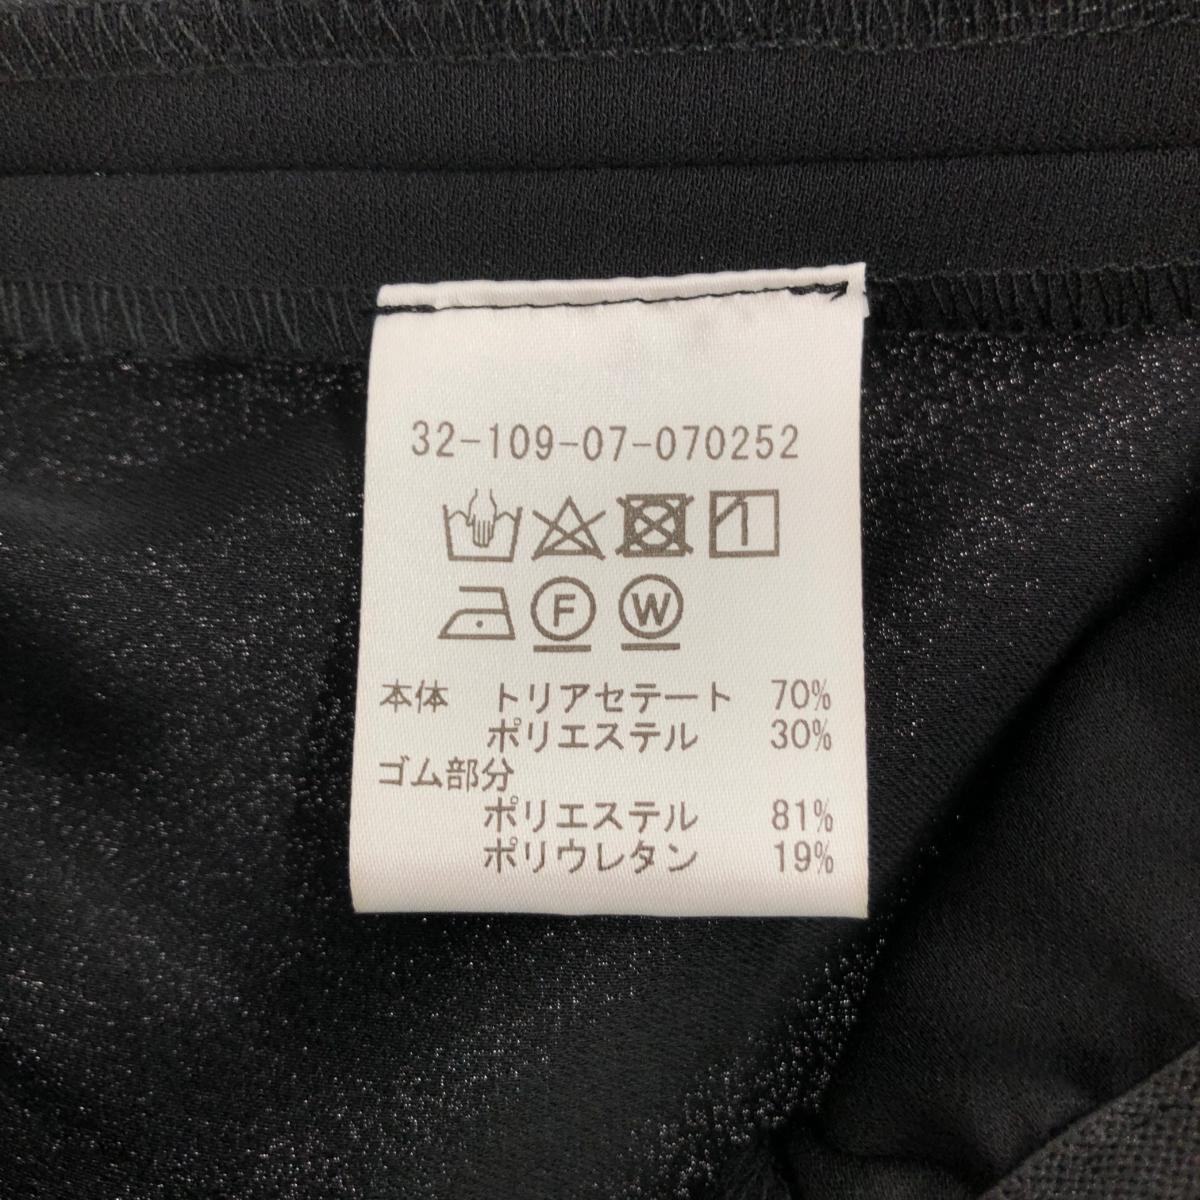 32-109-07-070252
F W
本体 トリアセテート 70%
ポリエステル 30%
ゴム部分
ポリエステル 81%
ポリウレタン 19%